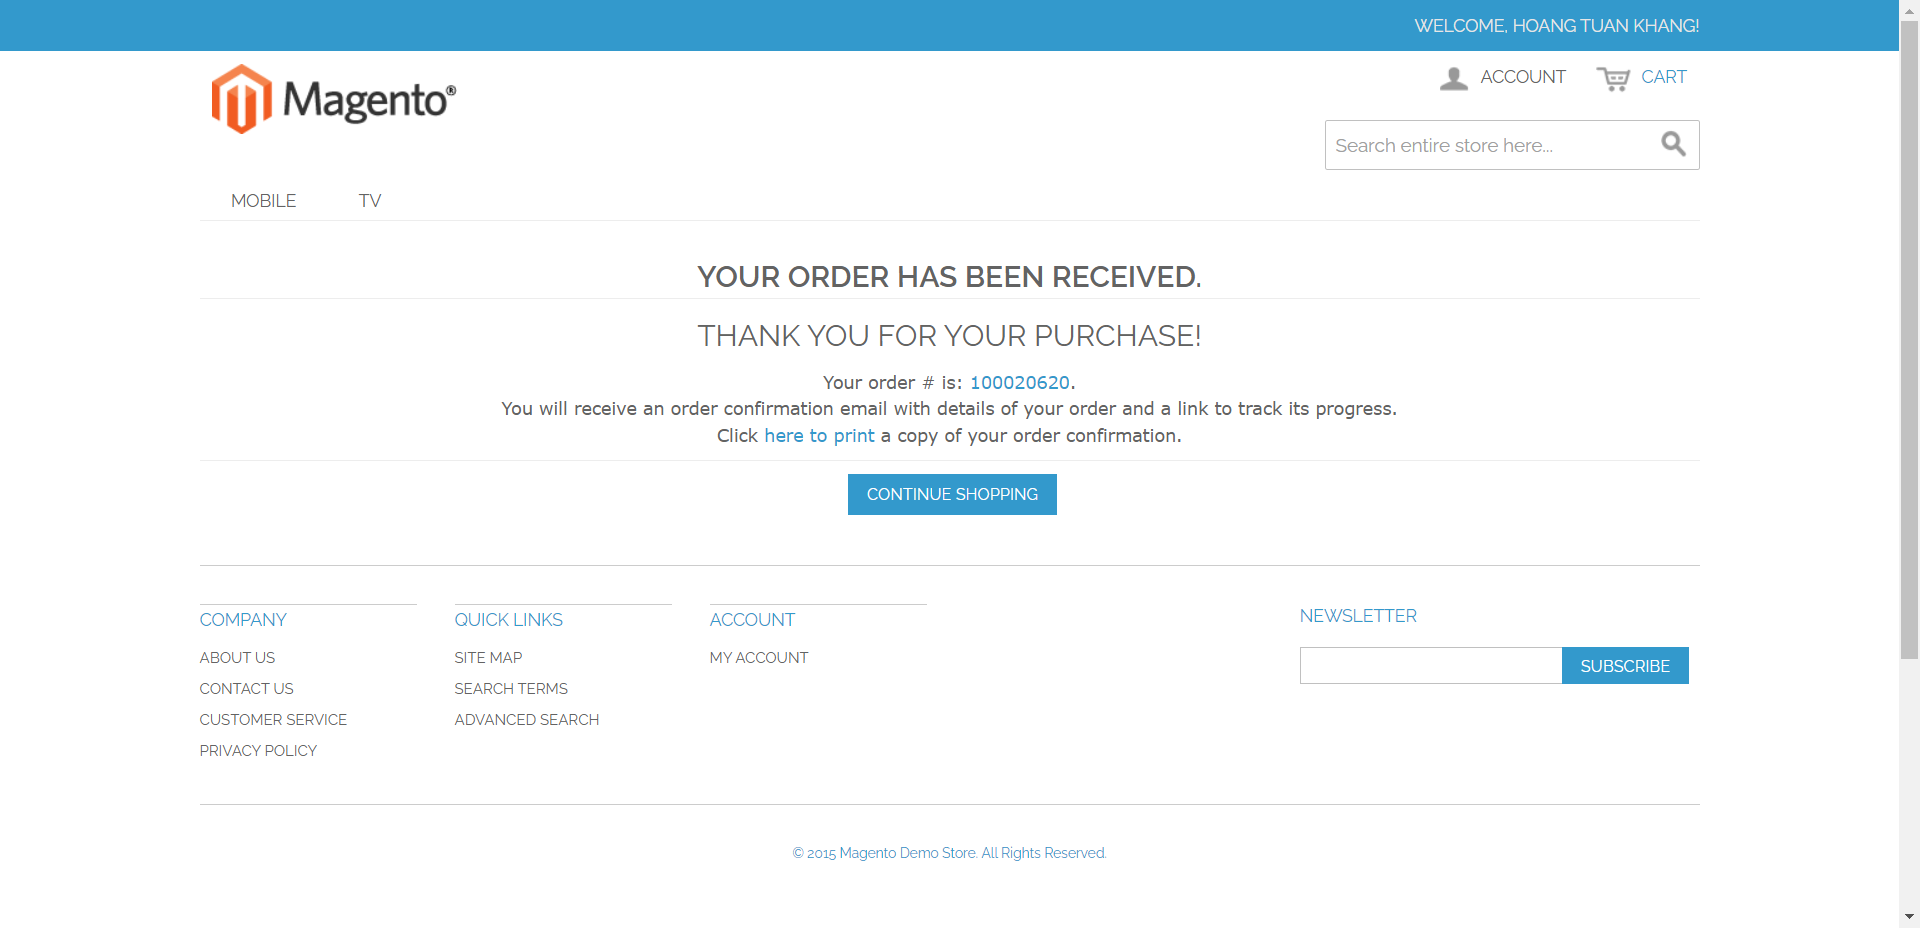 WELCOME, HOANG TUAN KHANG!
Magento®
ACCOUNT
CART
Search entire store here...
MOBILE
TV
YOUR ORDER HAS BEEN RECEIVED.
THANK YOU FOR YOUR PURCHASE!
Your order # is: 100020620.
You will receive an order confirmation email with details of your order and a link to track its progress.
Click here to print a copy of your order confirmation.
CONTINUE SHOPPING
COMPANY
ABOUT US
CONTACT US
CUSTOMER SERVICE
PRIVACY POLICY
QUICK LINKS
SITE MAP
SEARCH TERMS
ADVANCED SEARCH
ACCOUNT
MY ACCOUNT
NEWSLETTER
SUBSCRIBE
© 2015 Magento Demo Store. All Rights Reserved.